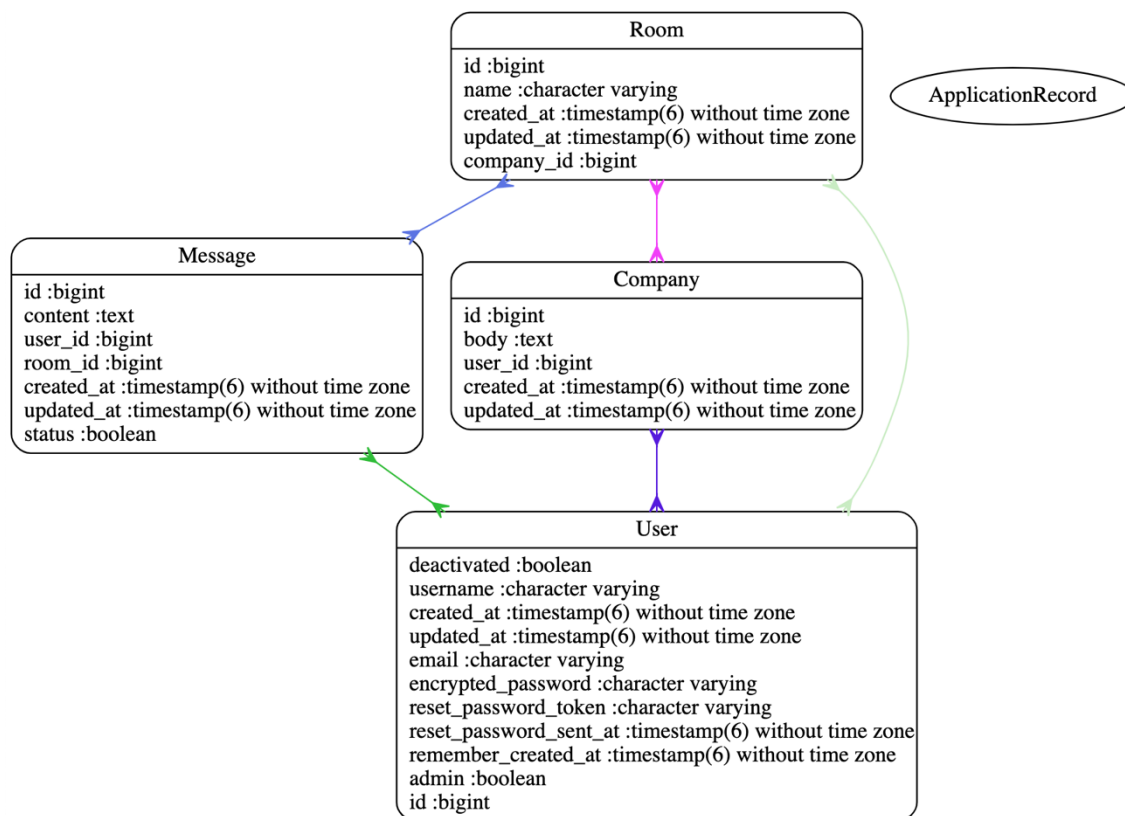 Room
id :bigint
name :character varying
created_at :timestamp(6) without time zone
updated_at :timestamp(6) without time zone
company_id :bigint
ApplicationRecord
Message
id :bigint
content :text
user_id :bigint
room_id :bigint
created_at :timestamp(6) without time zone
updated_at :timestamp(6) without time zone
status :boolean
Company
id :bigint
body :text
user_id :bigint
created_at :timestamp(6) without time zone
updated_at :timestamp(6) without time zone
User
deactivated :boolean
username :character varying
created_at :timestamp(6) without time zone
updated_at :timestamp(6) without time zone
email :character varying
encrypted_password :character varying
reset_password_token :character varying
reset_password_sent_at :timestamp(6) without time zone
remember_created_at :timestamp(6) without time zone
admin :boolean
id :bigint